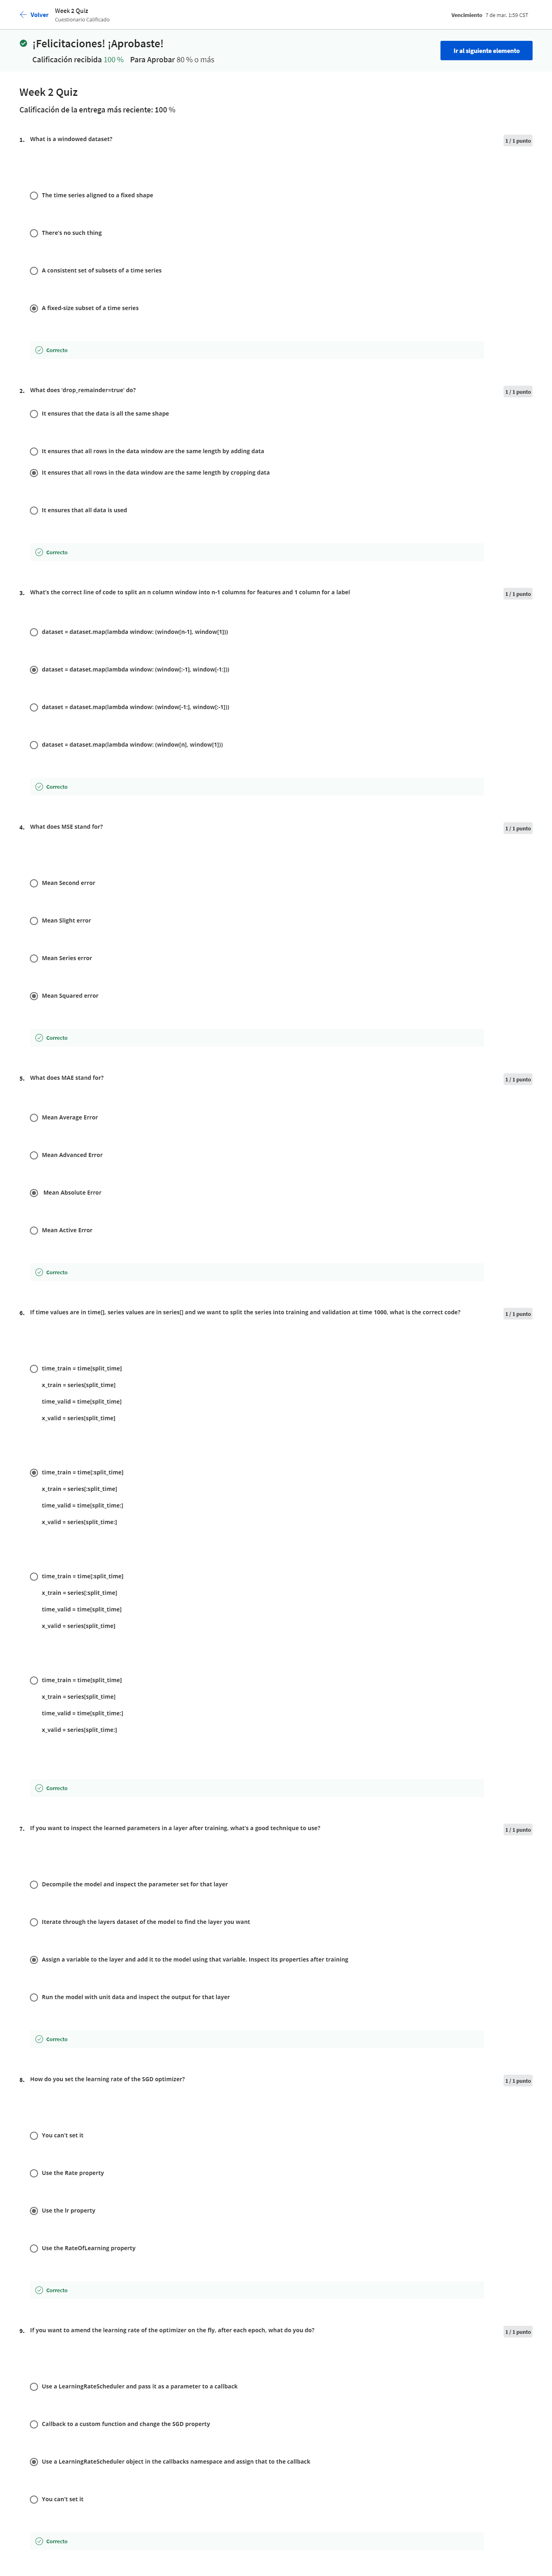 Volver
Week 2 Quiz
Cuestionario Calificado
Vencimiento 7 de mar. 1:59 CST
¡Felicitaciones! ¡Aprobaste!
Calificación recibida 100 % Para Aprobar 80 % o más
Ir al siguiente elemento
Week 2 Quiz
Calificación de la entrega más reciente: 100 %
1. What is a windowed dataset?
1 / 1 punto
The time series aligned to a fixed shape
There's no such thing
A consistent set of subsets of a time series
A fixed-size subset of a time series
Correcto
2. What does 'drop_remainder=true' do?
1 / 1 punto
It ensures that the data is all the same shape
It ensures that all rows in the data window are the same length by adding data
It ensures that all rows in the data window are the same length by cropping data
It ensures that all data is used
Correcto
3. What's the correct line of code to split an n column window into n-1 columns for features and 1 column for a label
1 / 1 punto
dataset = dataset.map(lambda window: (window[n-1], window[1]))
dataset = dataset.map(lambda window: (window[:-1], window[-1:]))
dataset = dataset.map(lambda window: (window[-1:], window[:-1]))
dataset = dataset.map(lambda window: (window[n], window[1]))
Correcto
4. What does MSE stand for?
1 / 1 punto
Mean Second error
Mean Slight error
Mean Series error
Mean Squared error
Correcto
5. What does MAE stand for?
1 / 1 punto
Mean Average Error
Mean Advanced Error
Mean Absolute Error
Mean Active Error
Correcto
6. If time values are in time[], series values are in series[] and we want to split the series into training and validation at time 1000, what is the correct code?
1 / 1 punto
time_train = time[split_time]
x_train = series[split_time]
time_valid = time[split_time]
x_valid = series[split_time]
time_train = time[:split_time]
x_train = series[:split_time]
time_valid = time[split_time:]
x_valid = series[split_time:]
time_train = time[:split_time]
x_train = series[:split_time]
time_valid = time[split_time]
x_valid = series[split_time]
time_train = time[split_time]
x_train = series[split_time]
time_valid = time[split_time:]
x_valid = series[split_time:]
Correcto
7. If you want to inspect the learned parameters in a layer after training, what's a good technique to use?
1 / 1 punto
Decompile the model and inspect the parameter set for that layer
Iterate through the layers dataset of the model to find the layer you want
Assign a variable to the layer and add it to the model using that variable. Inspect its properties after training
Run the model with unit data and inspect the output for that layer
Correcto
8. How do you set the learning rate of the SGD optimizer?
1 / 1 punto
You can't set it
Use the Rate property
Use the lr property
Use the RateOfLearning property
Correcto
9. If you want to amend the learning rate of the optimizer on the fly, after each epoch, what do you do?
1 / 1 punto
Use a LearningRateScheduler and pass it as a parameter to a callback
Callback to a custom function and change the SGD property
Use a LearningRateScheduler object in the callbacks namespace and assign that to the callback
You can't set it
Correcto